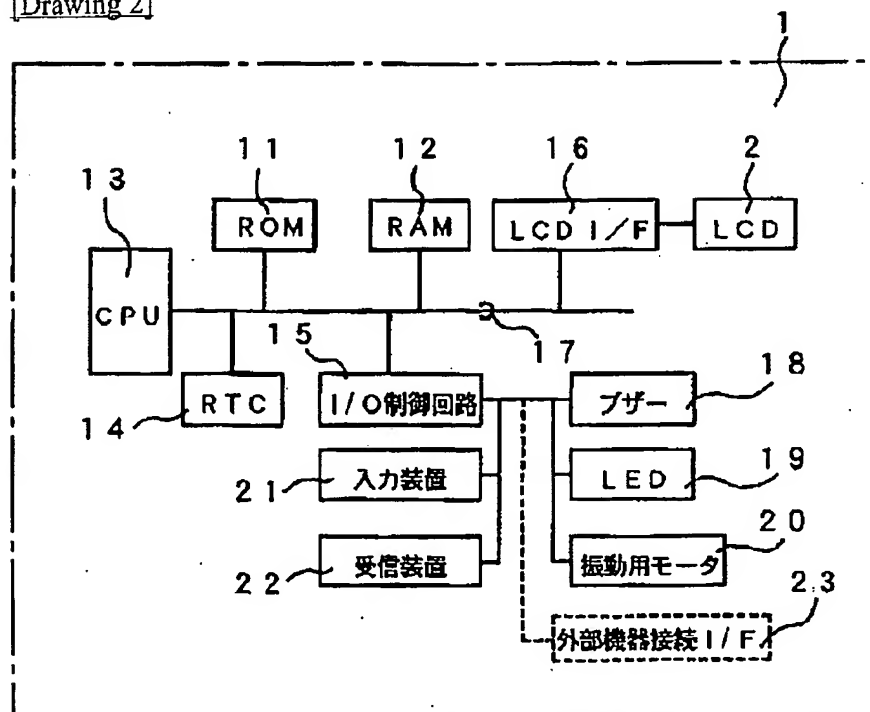 [Drawing 2]
1
11
12
16
2
13
ROM
RAM
LCD I/F
LCD
CPU
15
17
18
RTC
I/O制御回路
ブザー
14
19
21
入力装置
LED
20
22
受信装置
振動用モータ
23
外部機器接続I/F